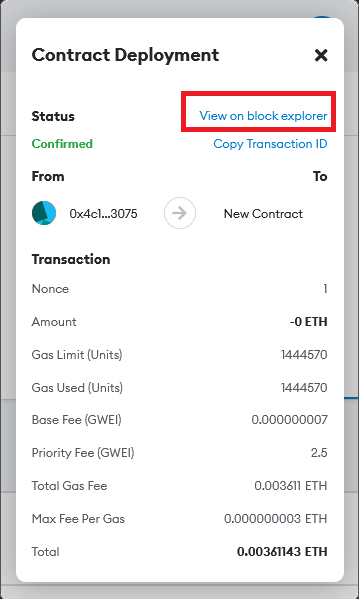 Contract Deployment
Status View on block explorer
Confirmed Copy Transaction ID
From To
0x4c1...3075 New Contract
Transaction
Nonce 1
Amount -0 ETH
Gas Limit (Units) 1444570
Gas Used (Units) 1444570
Base Fee (GWEI) 0.000000007
Priority Fee (GWEI) 2.5
Total Gas Fee 0.003611 ETH
Max Fee Per Gas 0.000000003 ETH
Total 0.00361143 ETH